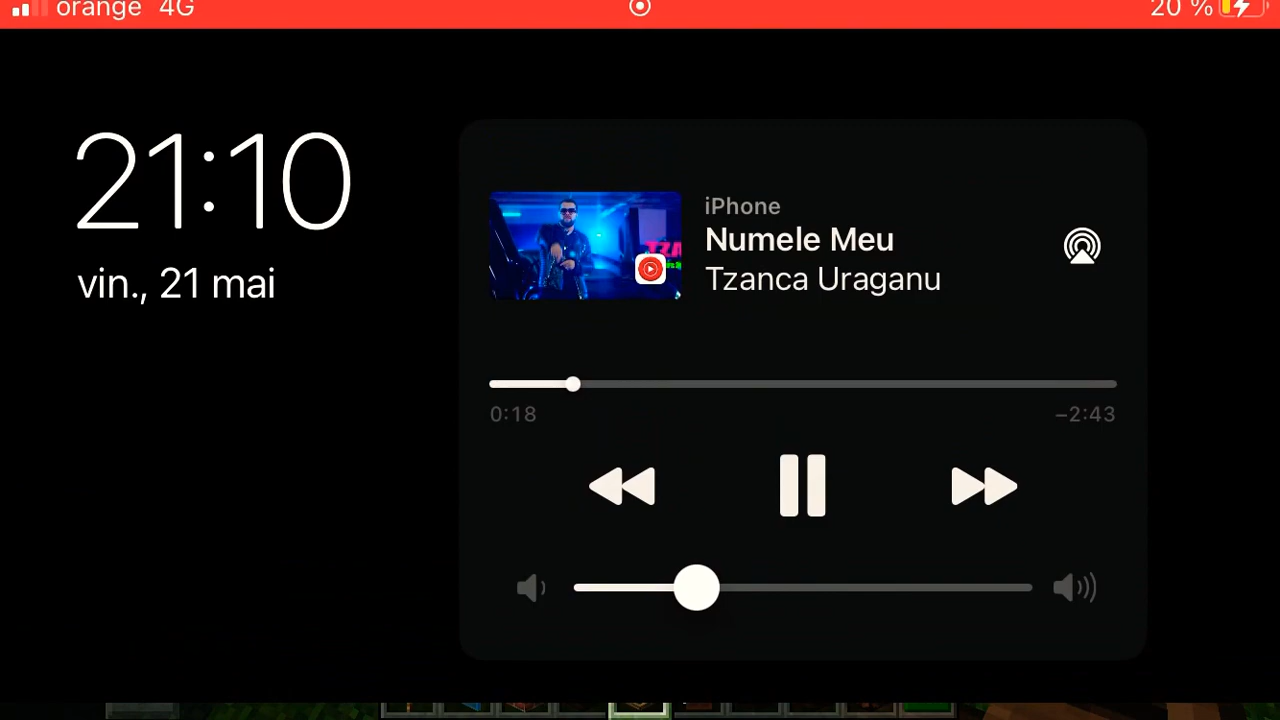 orange 4G
20 %
21:10
vin., 21 mai
iPhone
Numele Meu
Tzanca Uraganu
0:18
−2:43